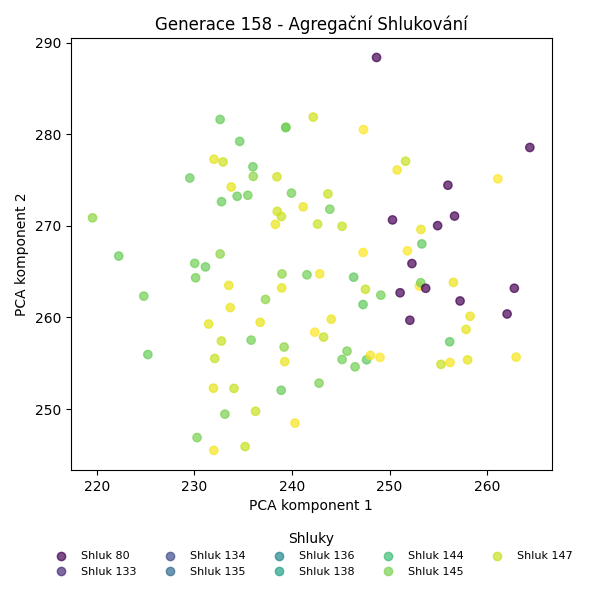 Generace 158 - Agregační Shlukování
290
280
270
260
250
PCA komponent 2
220 230 240 250 260
PCA komponent 1
Shluky
Shluk 80 Shluk 134 Shluk 136 Shluk 144 Shluk 147
Shluk 133 Shluk 135 Shluk 138 Shluk 145